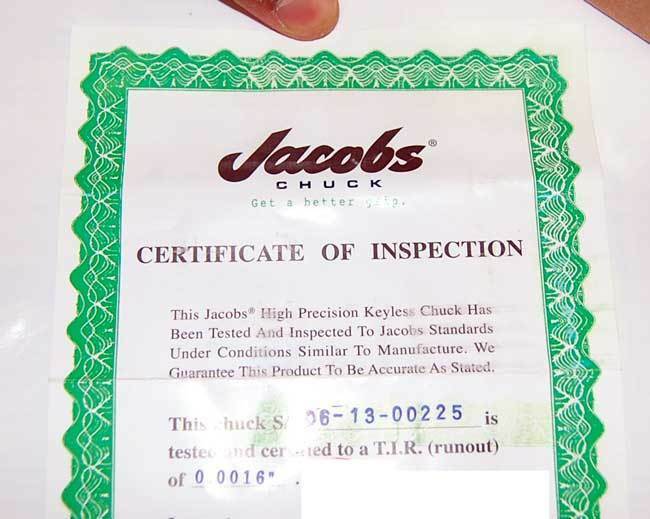 Jacobs®
CHUCK
Get a better grip.
CERTIFICATE OF INSPECTION
This Jacobs® High Precision Keyless Chuck Has
Been Tested And Inspected To Jacobs Standards
Under Conditions Similar To Manufacture. We
Guarantee This Product To Be Accurate As Stated.
This chuck S/ 06-13-00225 is
tested and certified to a T.I.R. (runout)
of 0.0016" .